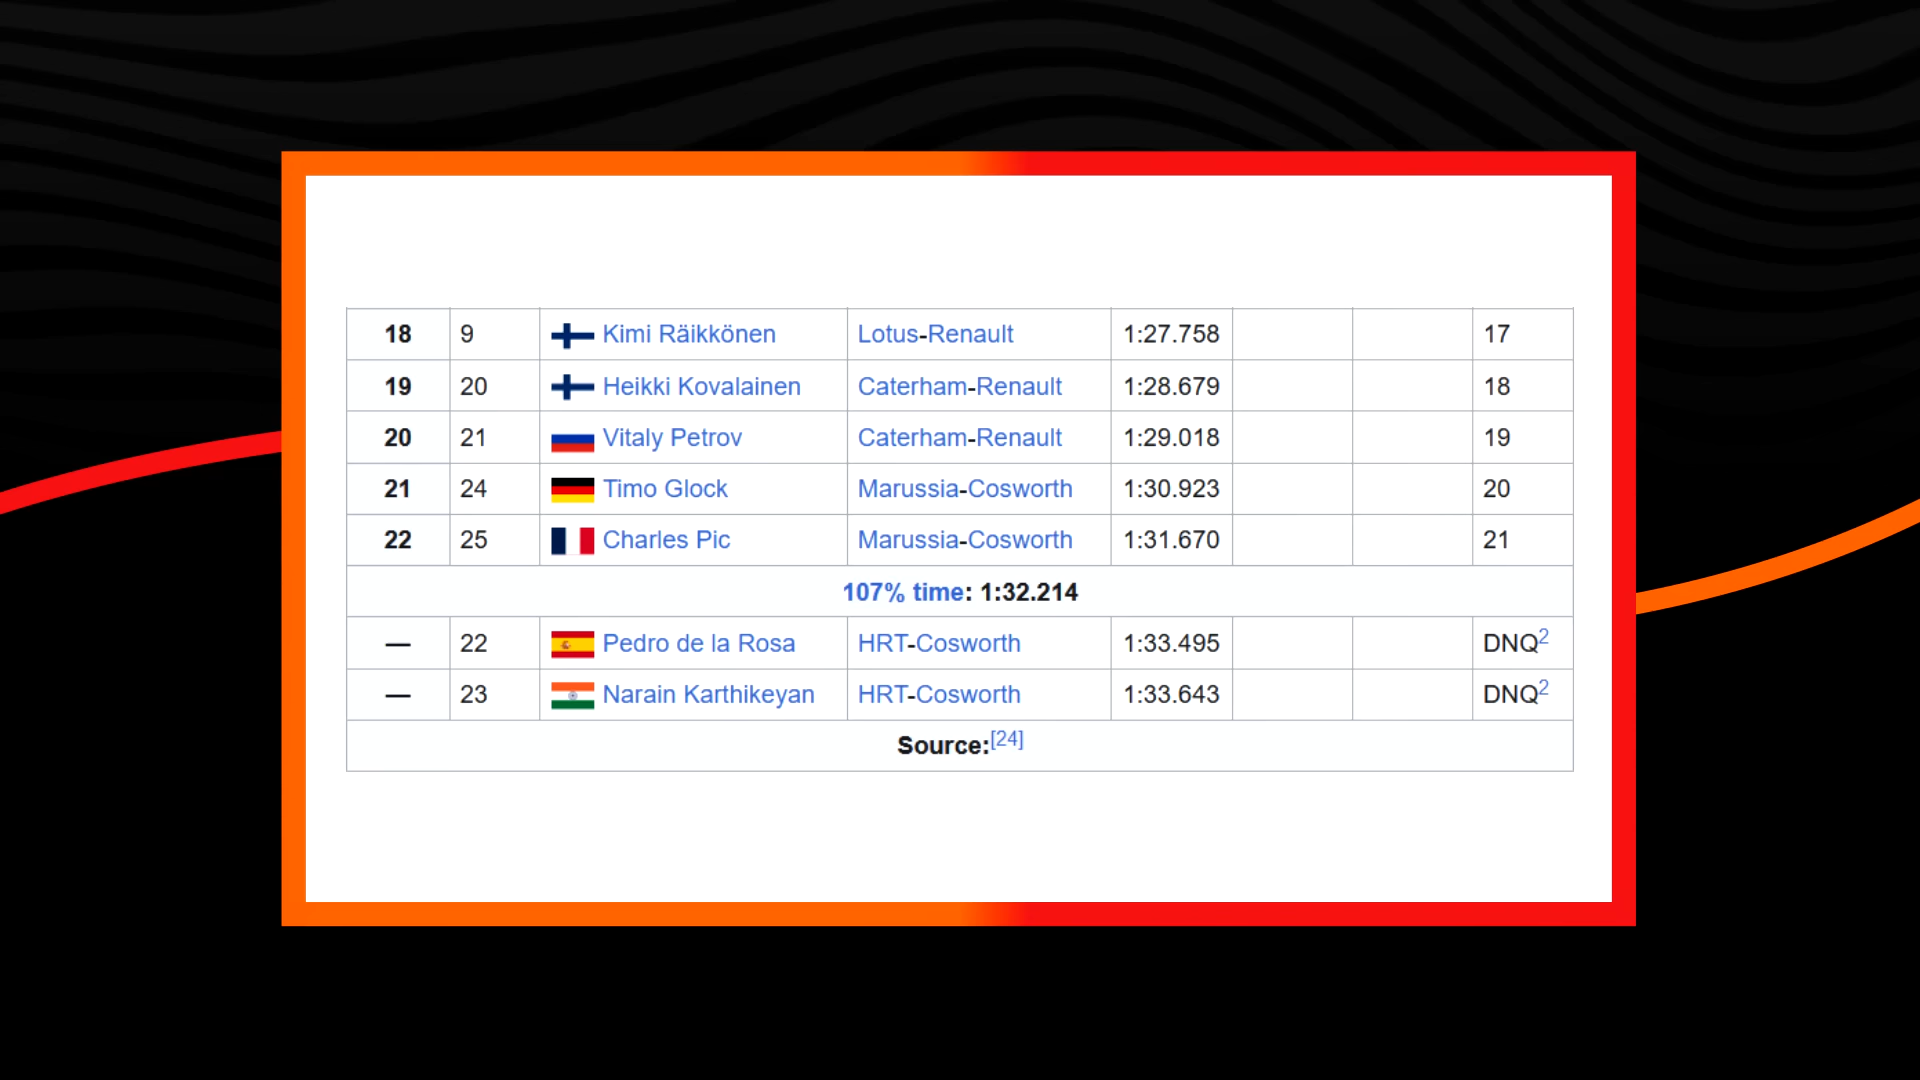 18 9 Kimi Räikkönen Lotus-Renault 1:27.758 17
19 20 Heikki Kovalainen Caterham-Renault 1:28.679 18
20 21 Vitaly Petrov Caterham-Renault 1:29.018 19
21 24 Timo Glock Marussia-Cosworth 1:30.923 20
22 25 Charles Pic Marussia-Cosworth 1:31.670 21
107% time: 1:32.214
— 22 Pedro de la Rosa HRT-Cosworth 1:33.495 DNQ2
— 23 Narain Karthikeyan HRT-Cosworth 1:33.643 DNQ2
Source:[24]